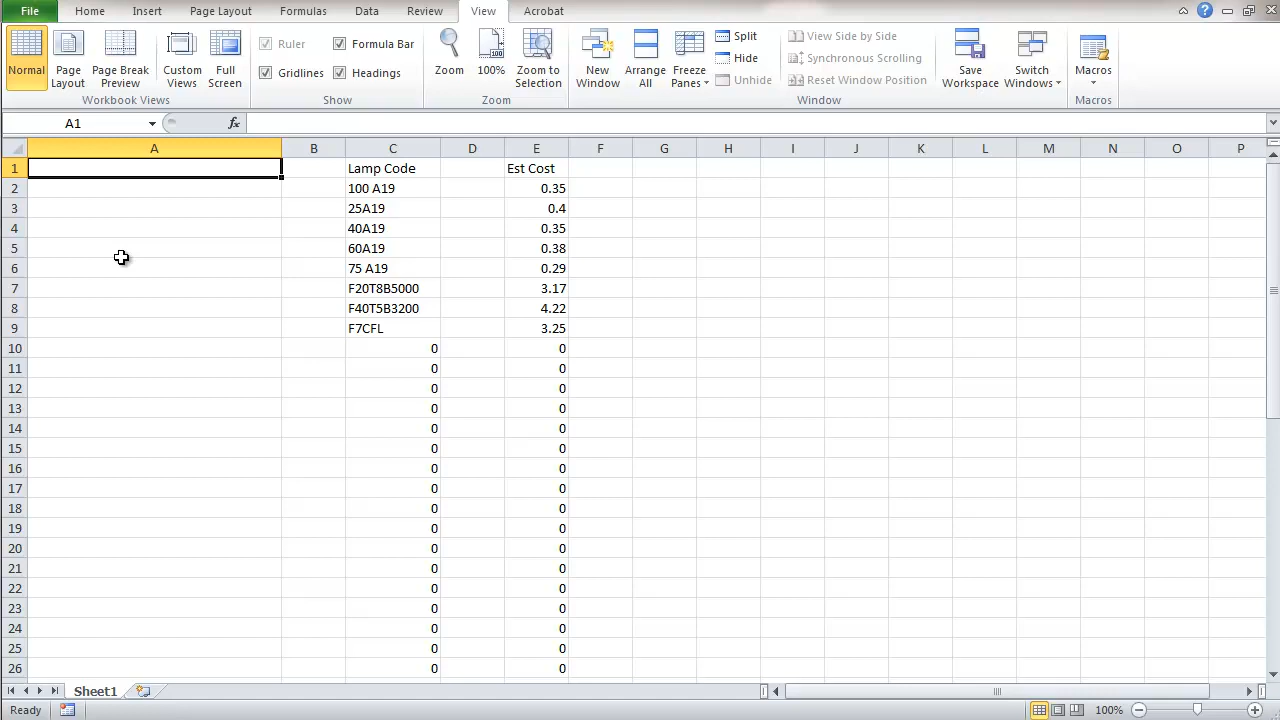 File Home Insert Page Layout Formulas Data Review View Acrobat
Normal Page Layout Page Break Preview Custom Views Full Screen
Workbook Views
Ruler Formula Bar
Gridlines Headings
Show
Zoom 100% Zoom to Selection
Zoom
New Window Arrange All Freeze Panes
Split
Hide
Unhide
View Side by Side
Synchronous Scrolling
Reset Window Position
Save Workspace Switch Windows
Window
Macros
Macros
A1 fx
A B C D E F G H I J K L M N O P
1 Lamp Code Est Cost
2 100 A19 0.35
3 25A19 0.4
4 40A19 0.35
5 60A19 0.38
6 75 A19 0.29
7 F20T8B5000 3.17
8 F40T5B3200 4.22
9 F7CFL 3.25
10 0 0
11 0 0
12 0 0
13 0 0
14 0 0
15 0 0
16 0 0
17 0 0
18 0 0
19 0 0
20 0 0
21 0 0
22 0 0
23 0 0
24 0 0
25 0 0
26 0 0
Sheet1
Ready 100%